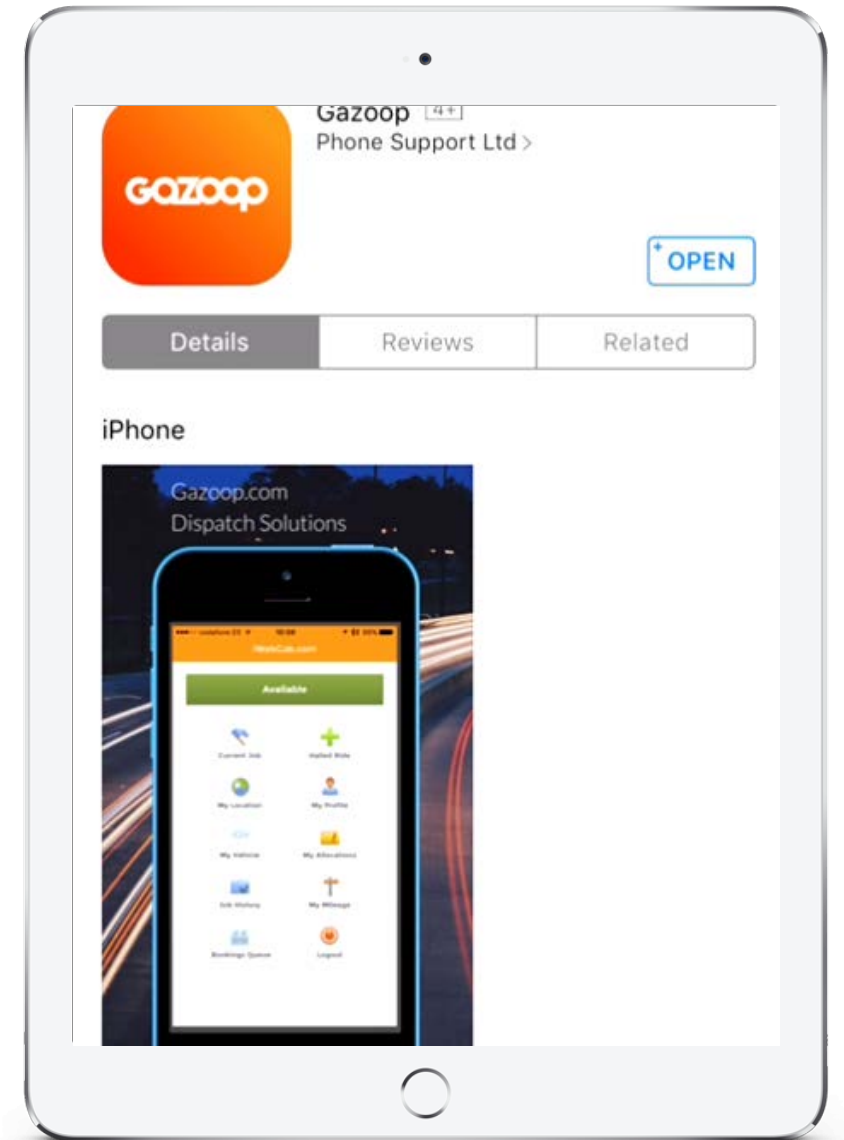 Gazoop 4+
Phone Support Ltd >
GAZOOP
+ OPEN
Details Reviews Related
iPhone
Gazoop.com
Dispatch Solutions
Available
Current Job Hailed Ride
My Location My Profile
My Vehicle My Allocations
Job History My Mileage
Bookings Queue Logout